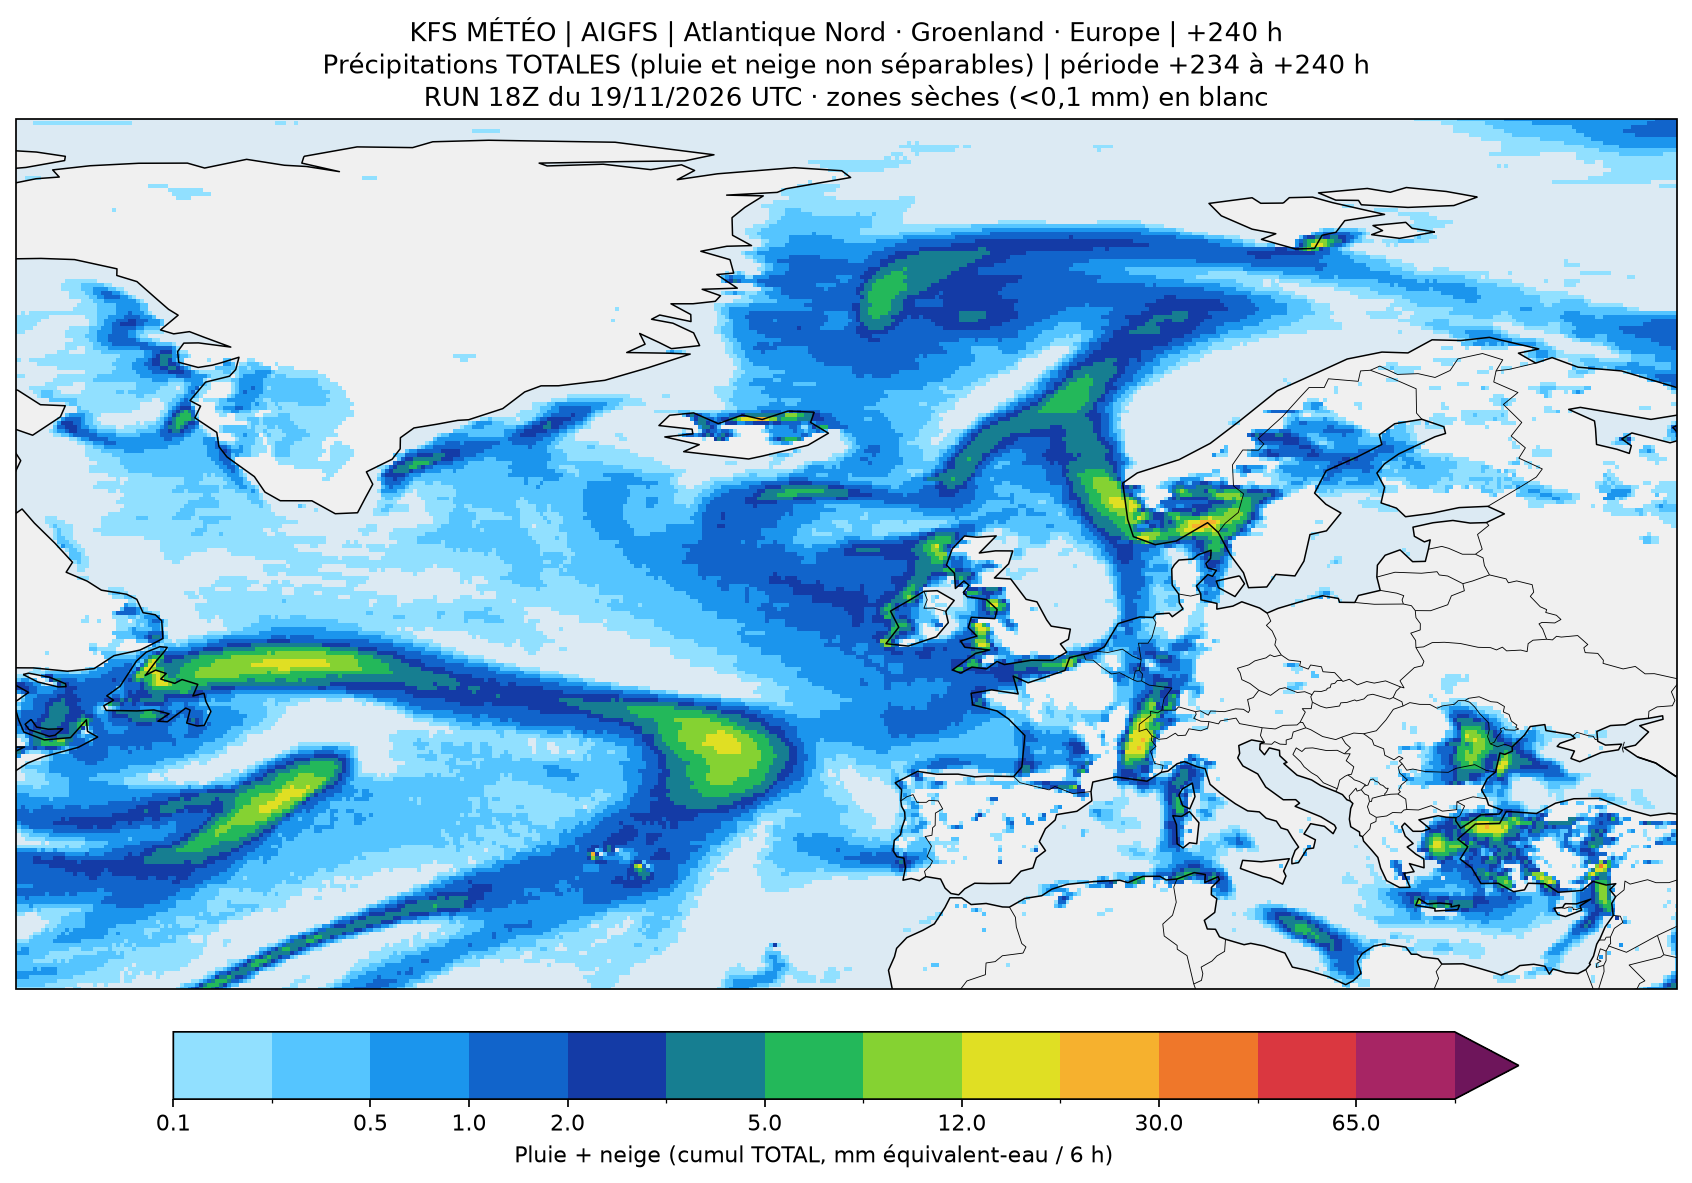 KFS MÉTÉO | AIGFS | Atlantique Nord · Groenland · Europe | +240 h
Précipitations TOTALES (pluie et neige non séparables) | période +234 à +240 h
RUN 18Z du 19/11/2026 UTC · zones sèches (<0,1 mm) en blanc
0.1 0.5 1.0 2.0 5.0 12.0 30.0 65.0
Pluie + neige (cumul TOTAL, mm équivalent-eau / 6 h)